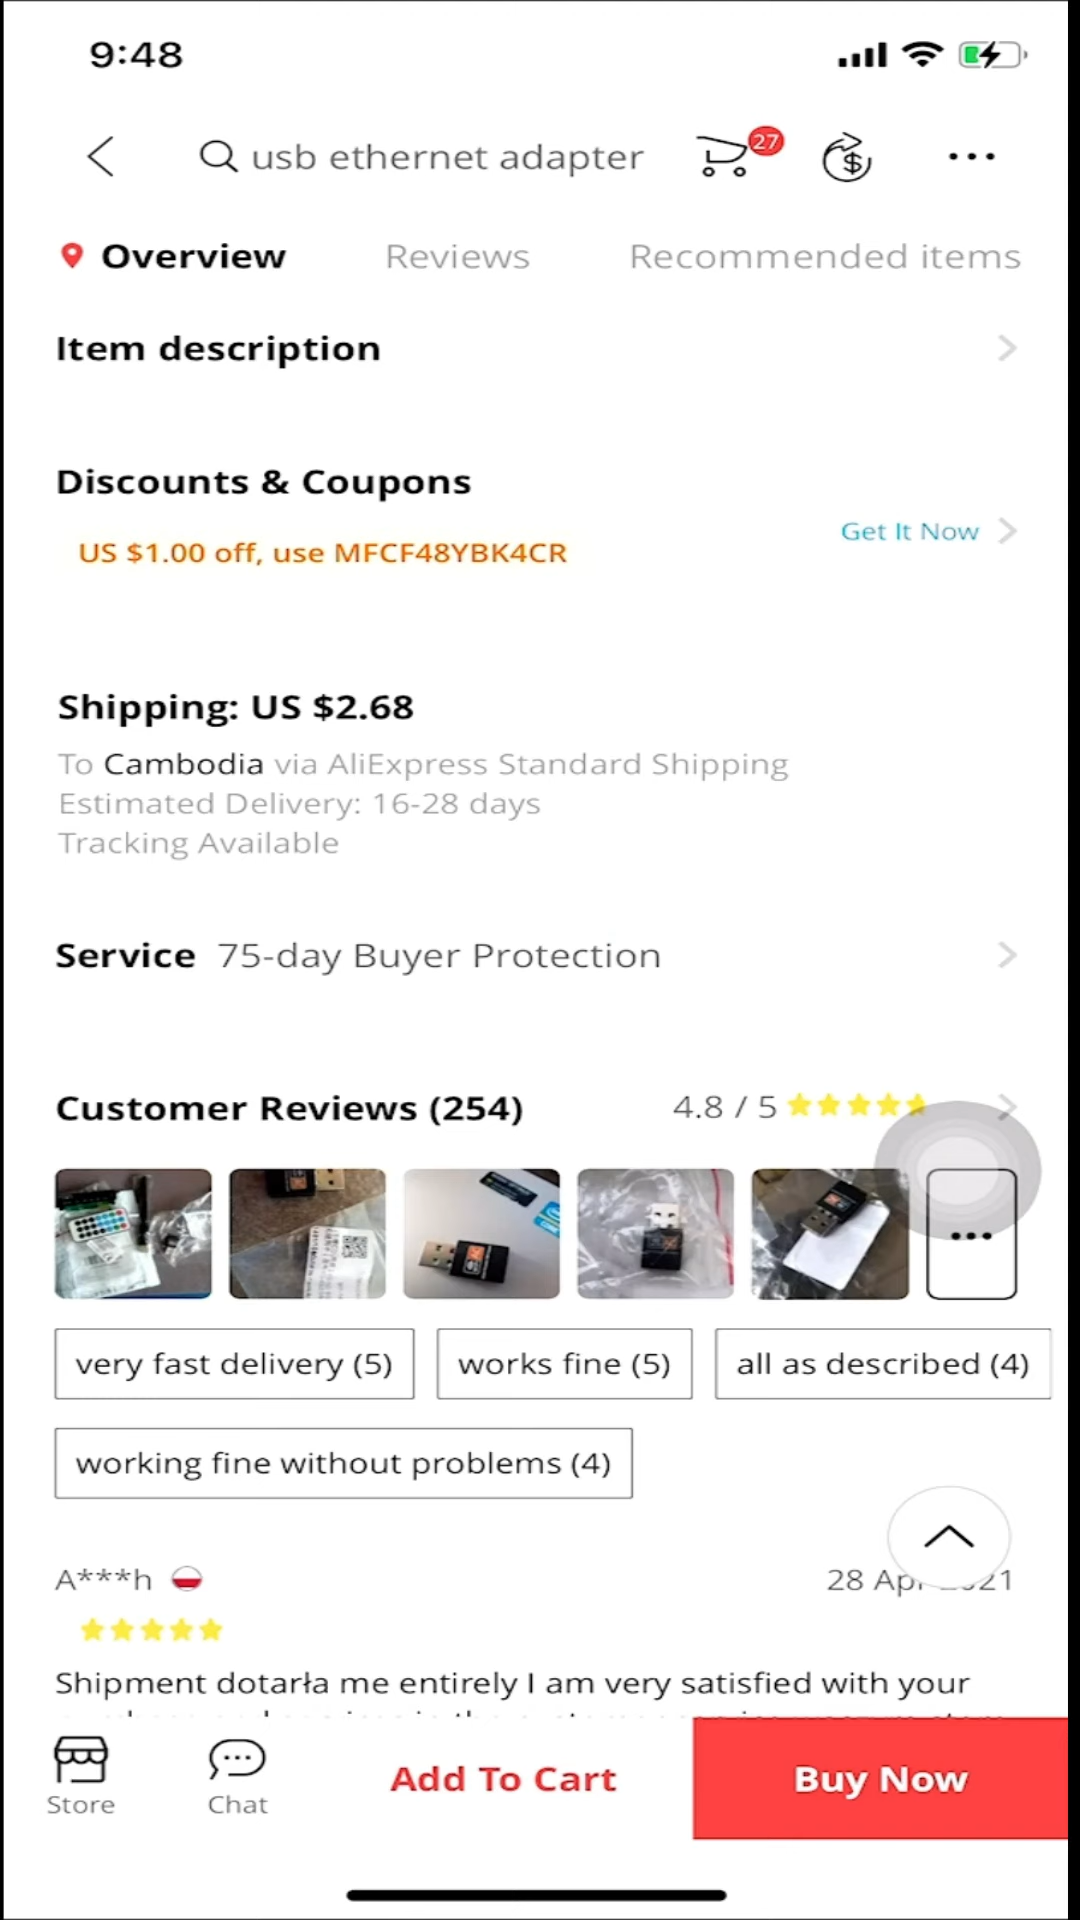 9:48
usb ethernet adapter
27
Overview
Reviews
Recommended items
Item description
Discounts & Coupons
US $1.00 off, use MFCF48YBK4CR
Get It Now
Shipping: US $2.68
To Cambodia via AliExpress Standard Shipping
Estimated Delivery: 16-28 days
Tracking Available
Service 75-day Buyer Protection
Customer Reviews (254)
4.8 / 5
very fast delivery (5)
works fine (5)
all as described (4)
working fine without problems (4)
A***h
28 Apr 2021
Shipment dotarła me entirely I am very satisfied with your
Store
Chat
Add To Cart
Buy Now